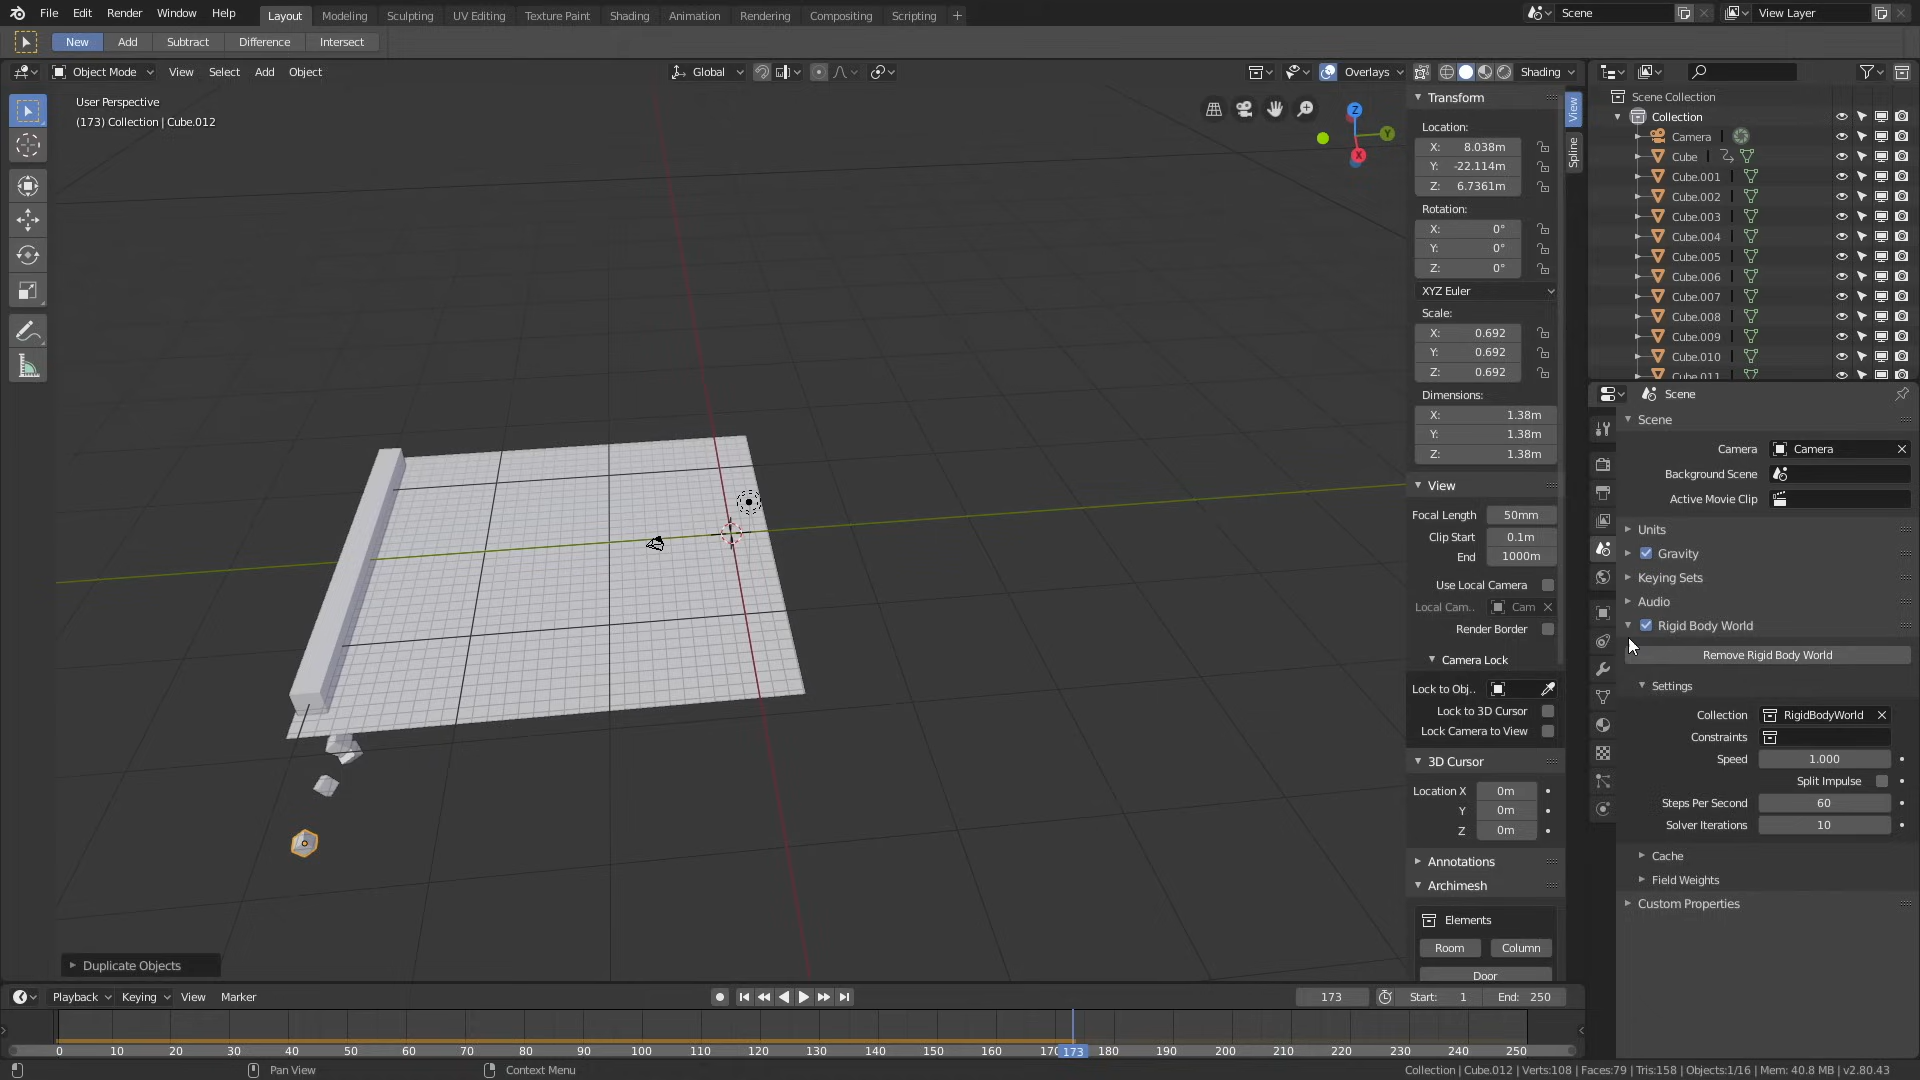 File Edit Render Window Help Layout Modeling Sculpting UV Editing Texture Paint Shading Animation Rendering Compositing Scripting + Scene View Layer
New Add Subtract Difference Intersect
Object Mode View Select Add Object Global Overlays Shading
User Perspective
(173) Collection | Cube.012
Z
Y
X
Transform
Location:
X: 8.038m
Y: -22.114m
Z: 6.7361m
Rotation:
X: 0°
Y: 0°
Z: 0°
XYZ Euler
Scale:
X: 0.692
Y: 0.692
Z: 0.692
Dimensions:
X: 1.38m
Y: 1.38m
Z: 1.38m
View
Focal Length 50mm
Clip Start 0.1m
End 1000m
Use Local Camera
Local Cam.. Cam
Render Border
Camera Lock
Lock to Obj..
Lock to 3D Cursor
Lock Camera to View
3D Cursor
Location X 0m
Y 0m
Z 0m
Annotations
Archimesh
Elements
Room Column
Door
View
Spline
Scene Collection
Collection
Camera
Cube
Cube.001
Cube.002
Cube.003
Cube.004
Cube.005
Cube.006
Cube.007
Cube.008
Cube.009
Cube.010
Cube.011
Scene
Scene
Camera Camera
Background Scene
Active Movie Clip
Units
Gravity
Keying Sets
Audio
Rigid Body World
Remove Rigid Body World
Settings
Collection RigidBodyWorld
Constraints
Speed 1.000
Split Impulse
Steps Per Second 60
Solver Iterations 10
Cache
Field Weights
Custom Properties
Duplicate Objects
Playback Keying View Marker 173 Start: 1 End: 250
0 10 20 30 40 50 60 70 80 90 100 110 120 130 140 150 160 170 173 180 190 200 210 220 230 240 250
Pan View Context Menu Collection | Cube.012 | Verts:108 | Faces:79 | Tris:158 | Objects:1/16 | Mem: 40.8 MB | v2.80.43